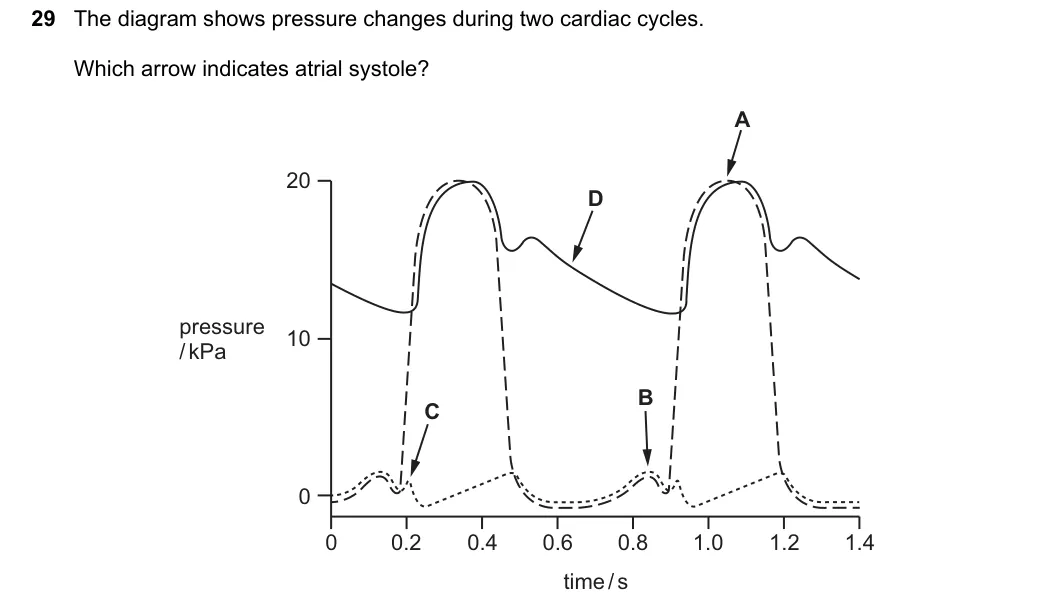 29 The diagram shows pressure changes during two cardiac cycles.
Which arrow indicates atrial systole?
A
20
D
pressure
/ kPa
10
B
C
0
0 0.2 0.4 0.6 0.8 1.0 1.2 1.4
time / s